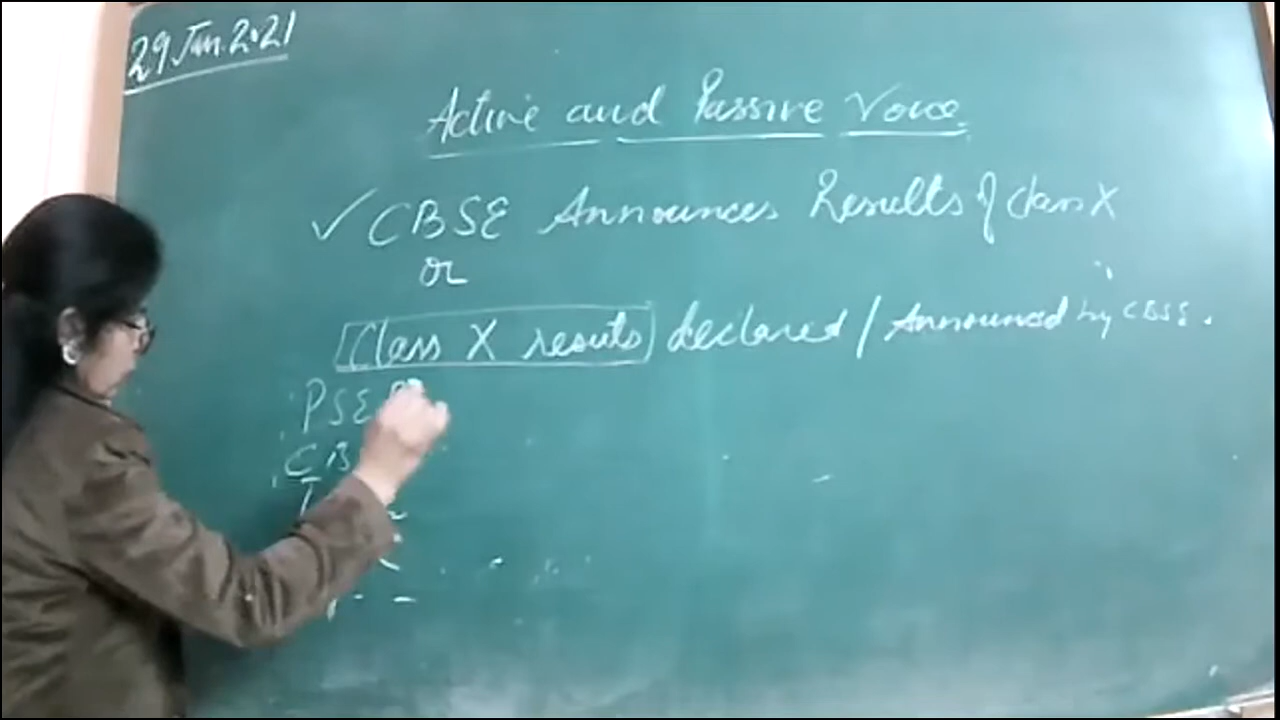 29 Jan. 2021
Active and Passive Voice
✓ CBSE Announces Results of class X
or
Class X results declared / Announced by CBSE.
PSE
CB